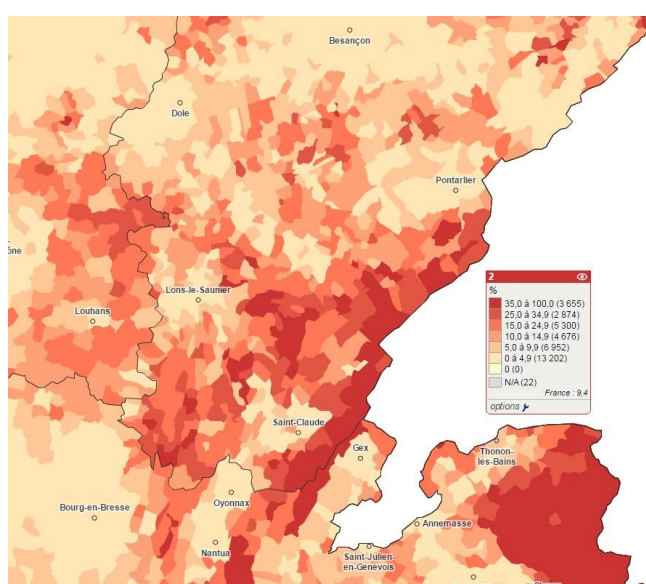 Besançon
Dole
Pontarlier
ône
Lons-le-Saunier
Louhans
2
%
35,0 à 100,0 (3 655)
25,0 à 34,9 (2 874)
15,0 à 24,9 (5 300)
10,0 à 14,9 (4 676)
5,0 à 9,9 (6 952)
0 à 4,9 (13 202)
0 (0)
N/A (22)
France : 9,4
options
Saint-Claude
Gex
Thonon-
les-Bains
Oyonnax
Bourg-en-Bresse
Annemasse
Nantua
Saint-Julien-
en-Genevois